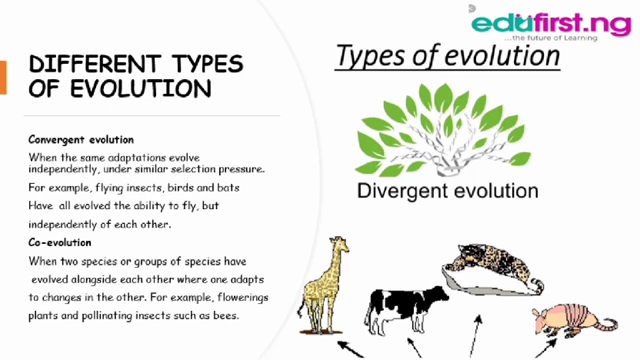 edufirst.ng
....the future of Learning
DIFFERENT TYPES
OF EVOLUTION
Convergent evolution
When the same adaptations evolve
independently, under similar selection pressure.
For example, flying insects, birds and bats
Have all evolved the ability to fly, but
independently of each other.
Co-evolution
When two species or groups of species have
evolved alongside each other where one adapts
to changes in the other. For example, flowerings
plants and pollinating insects such as bees.
Types of evolution
Divergent evolution